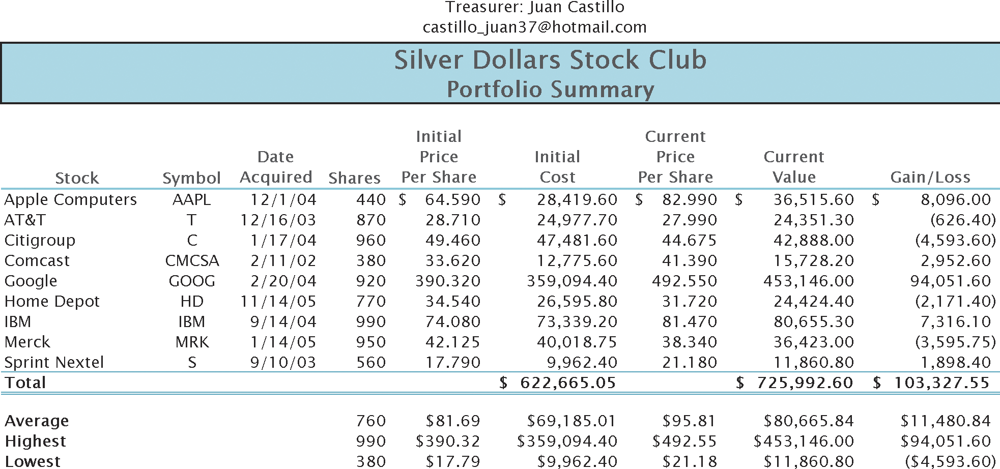 Treasurer: Juan Castillo
castillo_juan37@hotmail.com
Silver Dollars Stock Club
Portfolio Summary
Initial Current
Date Price Initial Price Current
Stock Symbol Acquired Shares Per Share Cost Per Share Value Gain/Loss
Apple Computers AAPL 12/1/04 440 $ 64.590 $ 28,419.60 $ 82.990 $ 36,515.60 $ 8,096.00
AT&T T 12/16/03 870 28.710 24,977.70 27.990 24,351.30 (626.40)
Citigroup C 1/17/04 960 49.460 47,481.60 44.675 42,888.00 (4,593.60)
Comcast CMCSA 2/11/02 380 33.620 12,775.60 41.390 15,728.20 2,952.60
Google GOOG 2/20/04 920 390.320 359,094.40 492.550 453,146.00 94,051.60
Home Depot HD 11/14/05 770 34.540 26,595.80 31.720 24,424.40 (2,171.40)
IBM IBM 9/14/04 990 74.080 73,339.20 81.470 80,655.30 7,316.10
Merck MRK 1/14/05 950 42.125 40,018.75 38.340 36,423.00 (3,595.75)
Sprint Nextel S 9/10/03 560 17.790 9,962.40 21.180 11,860.80 1,898.40
Total $ 622,665.05 $ 725,992.60 $ 103,327.55
Average 760 $81.69 $69,185.01 $95.81 $80,665.84 $11,480.84
Highest 990 $390.32 $359,094.40 $492.55 $453,146.00 $94,051.60
Lowest 380 $17.79 $9,962.40 $21.18 $11,860.80 ($4,593.60)